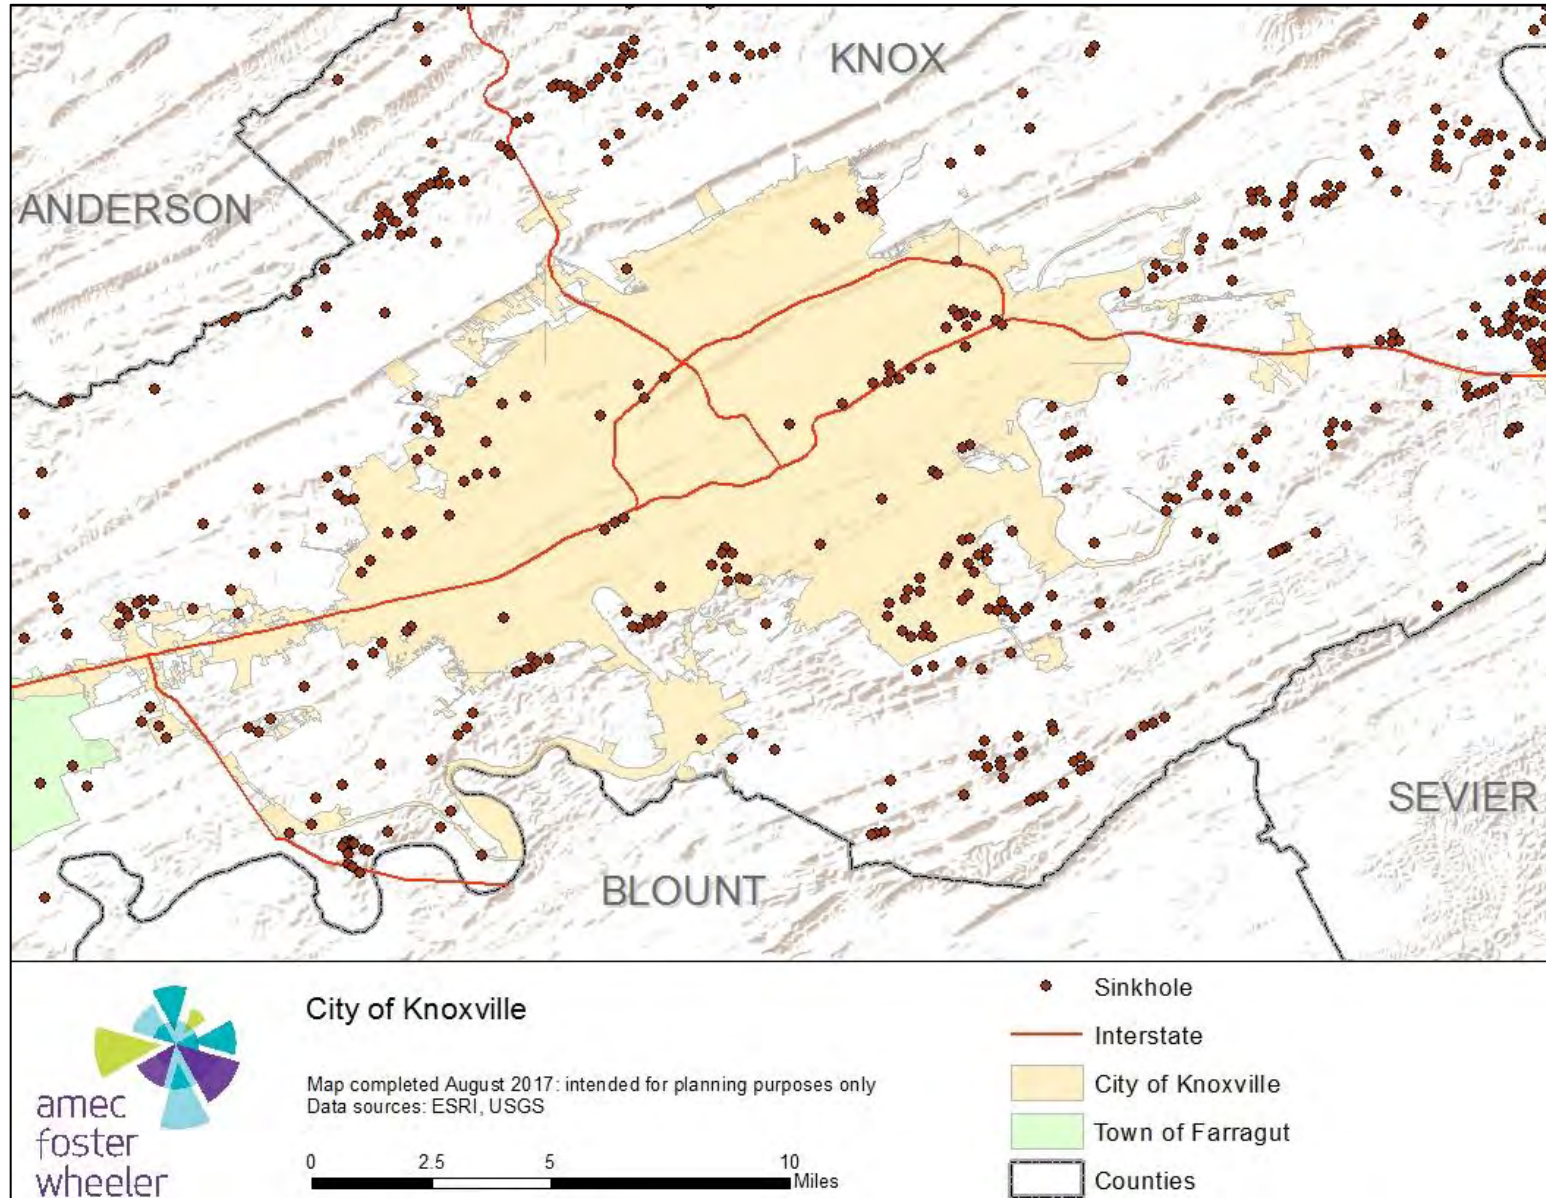 KNOX
ANDERSON
SEVIER
BLOUNT
amec
foster
wheeler
City of Knoxville
Map completed August 2017: intended for planning purposes only
Data sources: ESRI, USGS
0 2.5 5 10
Miles
Sinkhole
Interstate
City of Knoxville
Town of Farragut
Counties